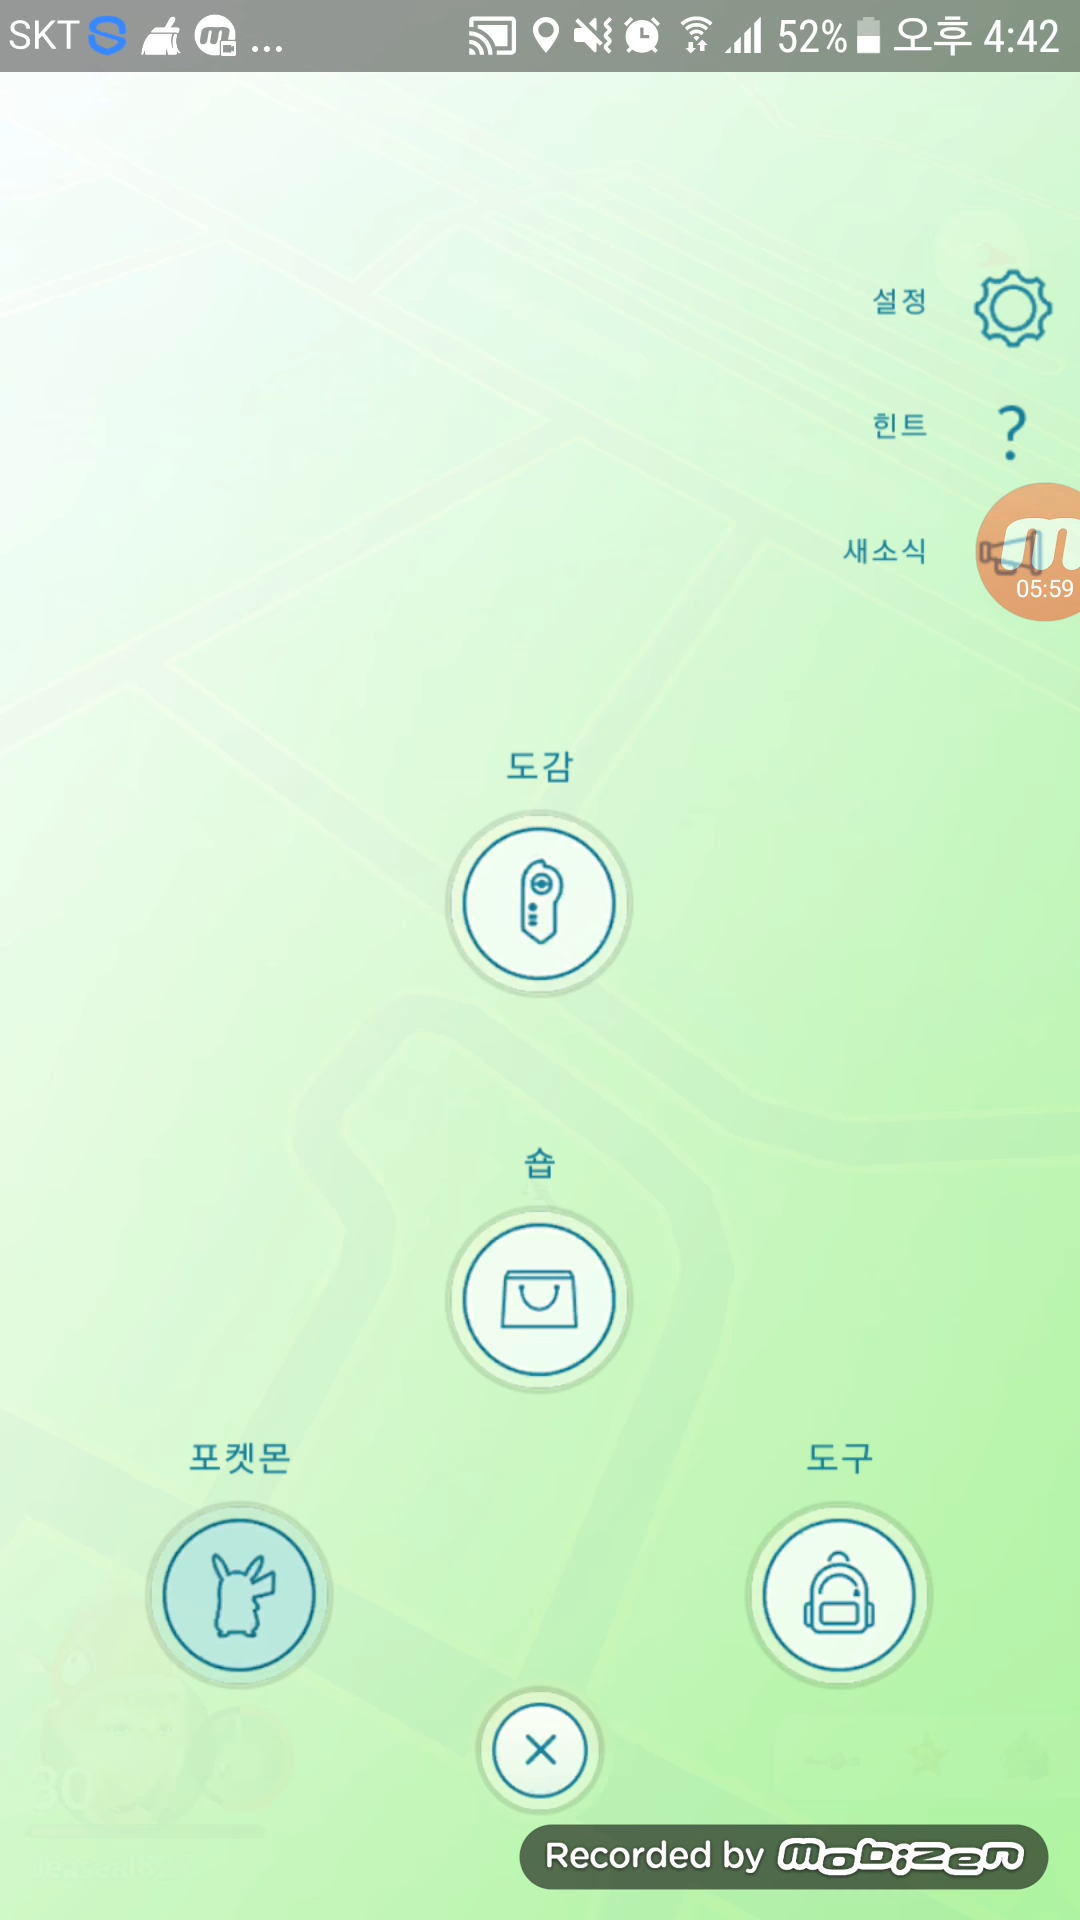 SKT ... 52% 오후 4:42
설정
힌트
?
새소식
05:59
도감
숍
포켓몬
도구
30
Recorded by mobizen